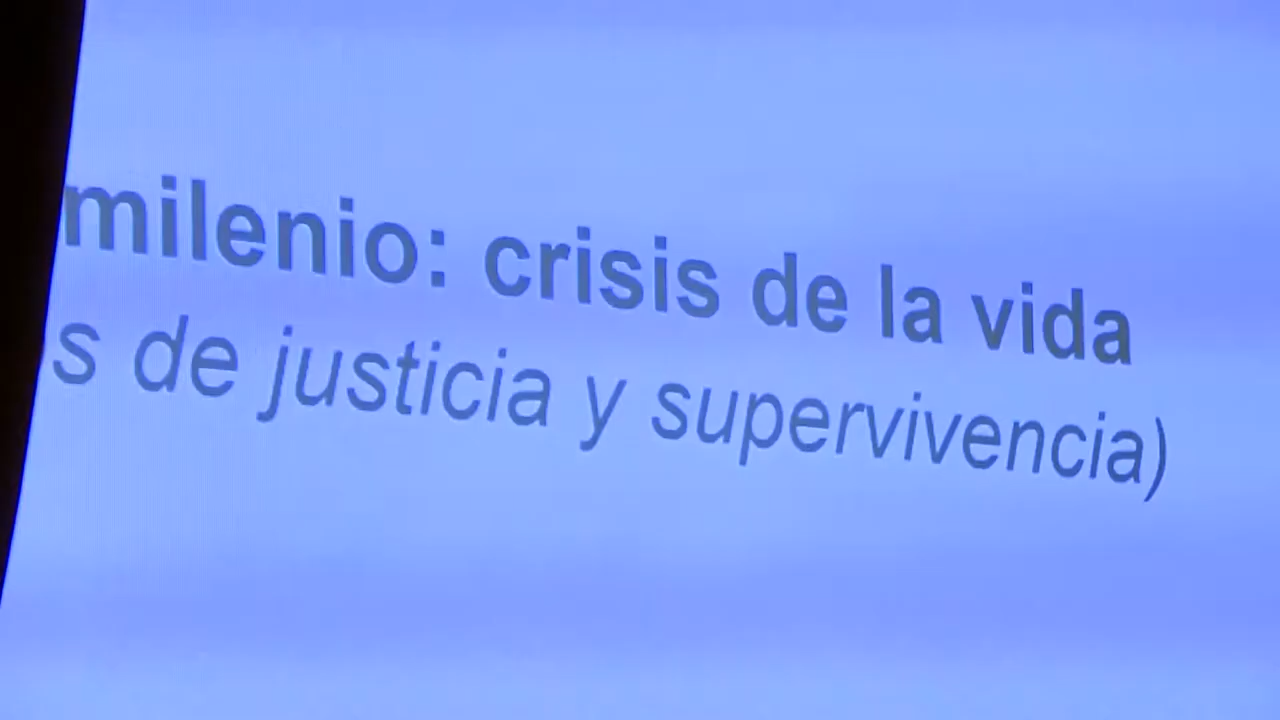 milenio: crisis de la vida
s de justicia y supervivencia)